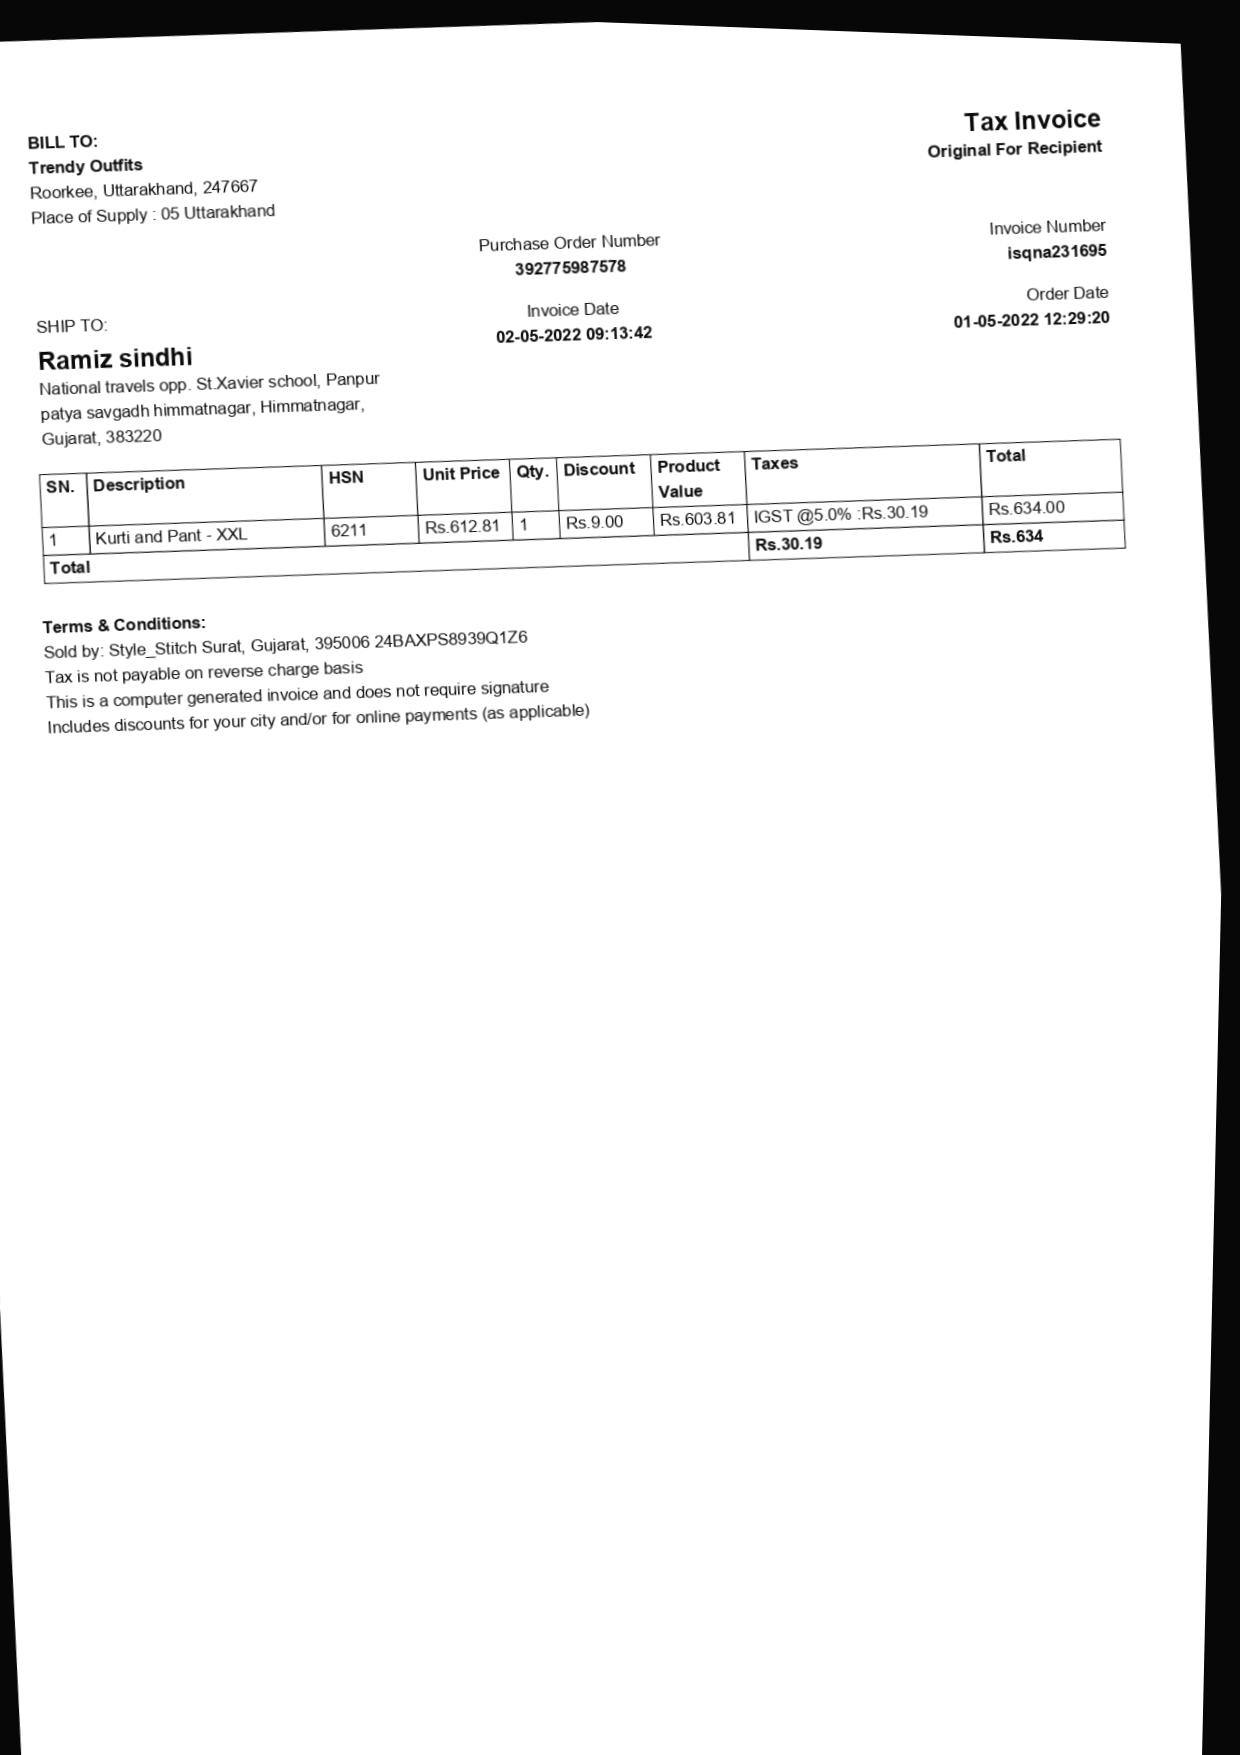 Tax Invoice
Original For Recipient
BILL TO:
Trendy Outfits
Roorkee, Uttarakhand, 247667
Place of Supply : 05 Uttarakhand
Purchase Order Number
392775987578
Invoice Number
isqna231695
Invoice Date
02-05-2022 09:13:42
Order Date
01-05-2022 12:29:20
SHIP TO:
Ramiz sindhi
National travels opp. St.Xavier school, Panpur
patya savgadh himmatnagar, Himmatnagar,
Gujarat, 383220
SN. Description HSN Unit Price Qty. Discount Product Value Taxes Total
1 Kurti and Pant - XXL 6211 Rs.612.81 1 Rs.9.00 Rs.603.81 IGST @5.0% :Rs.30.19 Rs.634.00
Total Rs.30.19 Rs.634
Terms & Conditions:
Sold by: Style_Stitch Surat, Gujarat, 395006 24BAXPS8939Q1Z6
Tax is not payable on reverse charge basis
This is a computer generated invoice and does not require signature
Includes discounts for your city and/or for online payments (as applicable)